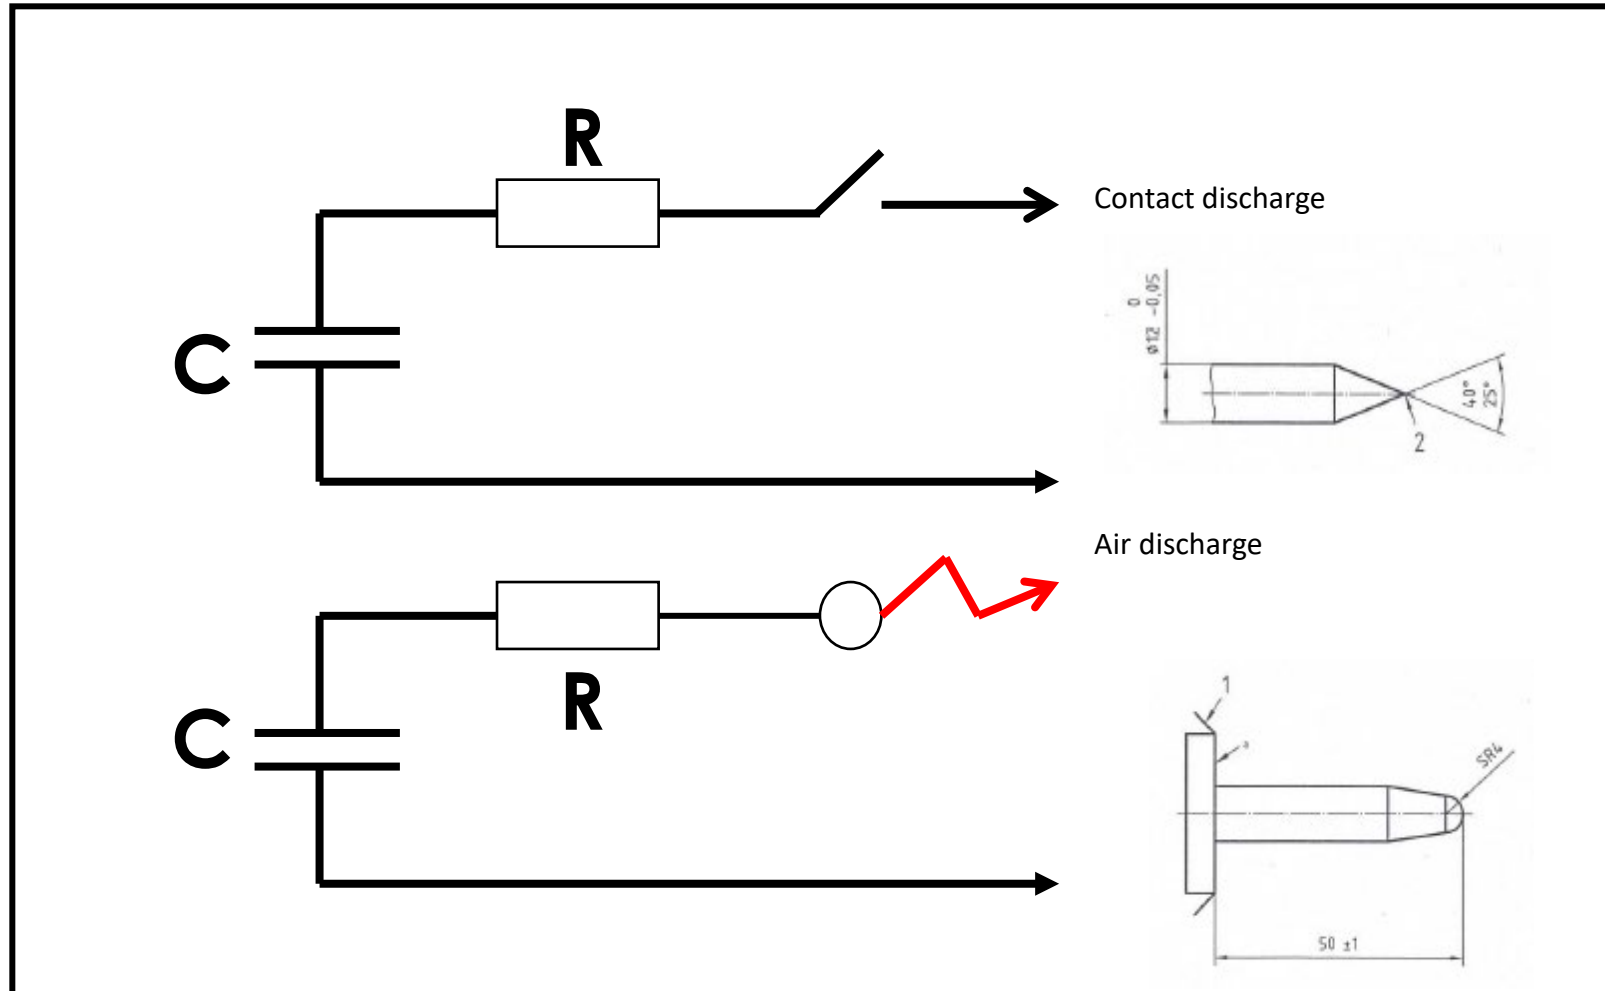 R
Contact discharge
0
ø12 -0,05
C
40°
25°
2
Air discharge
R
C
1
a
SR4
50 ±1